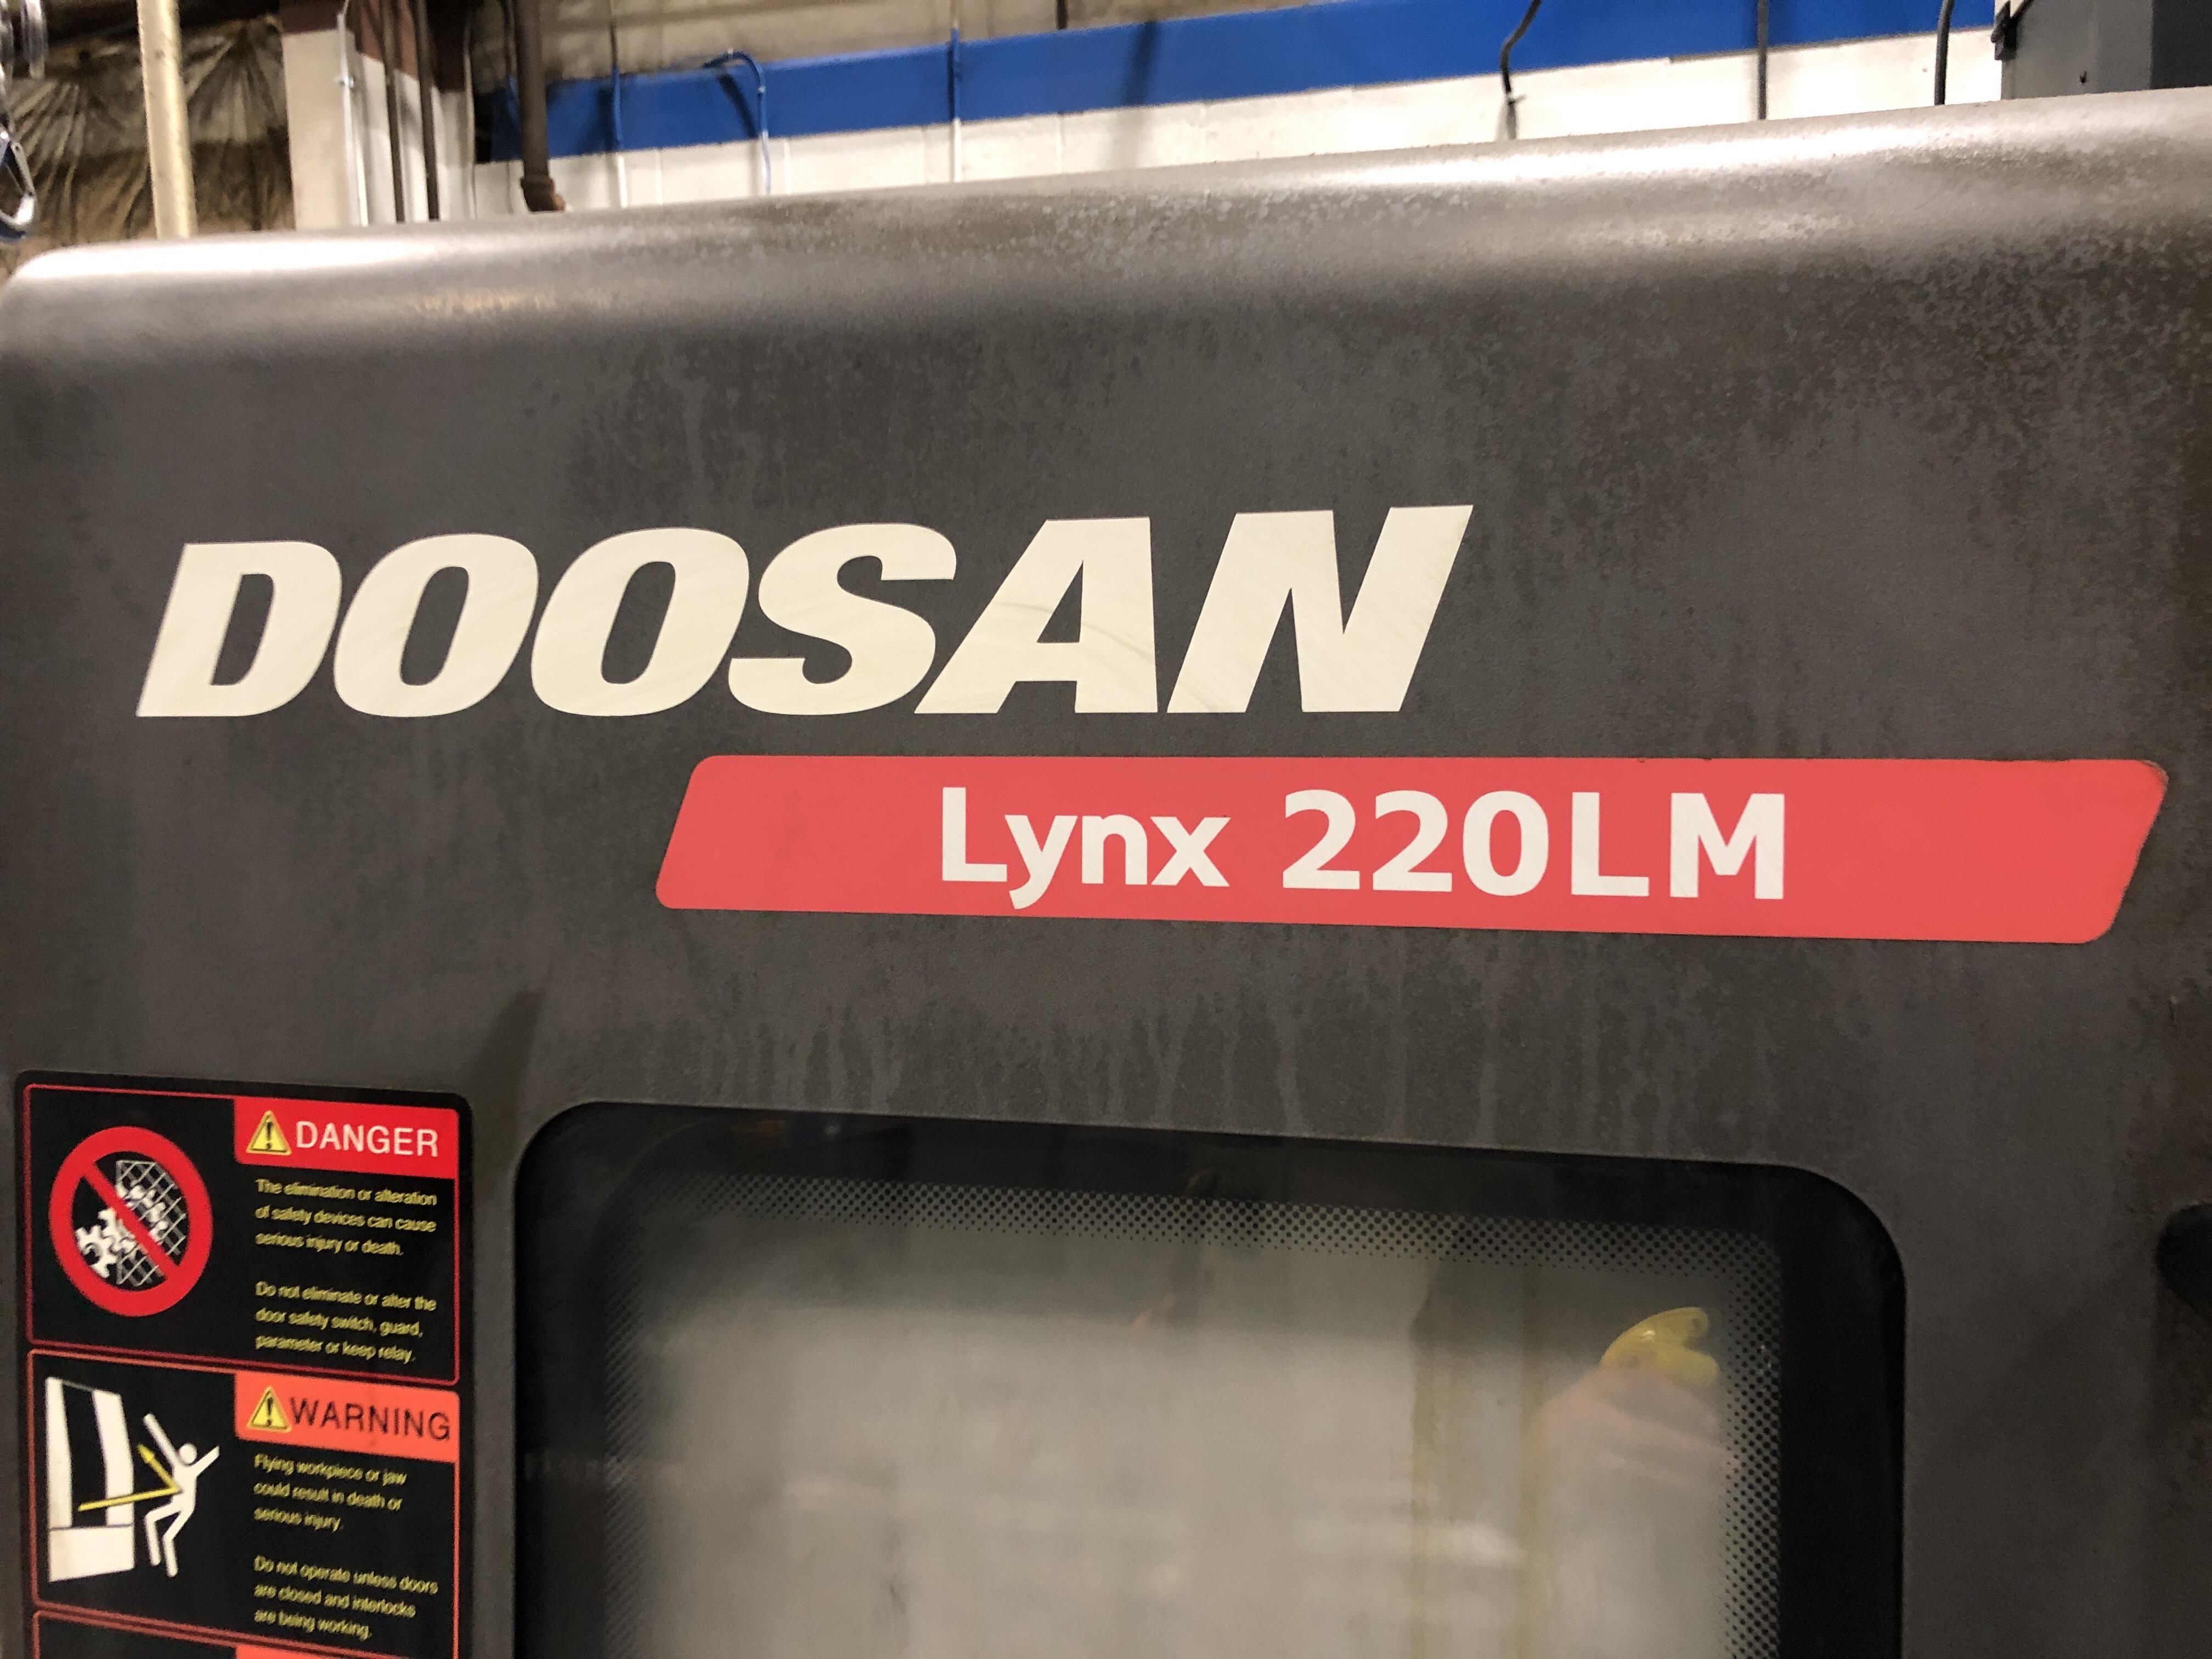 DOOSAN
Lynx 220LM
DANGER
The elimination or alteration
of safety devices can cause
serious injury or death.
Do not eliminate or alter the
door safety switch, guard,
parameter or keep relay.
WARNING
Flying workpiece or jaw
could result in death or
serious injury.
Do not operate unless doors
are closed and interlocks
are being working.